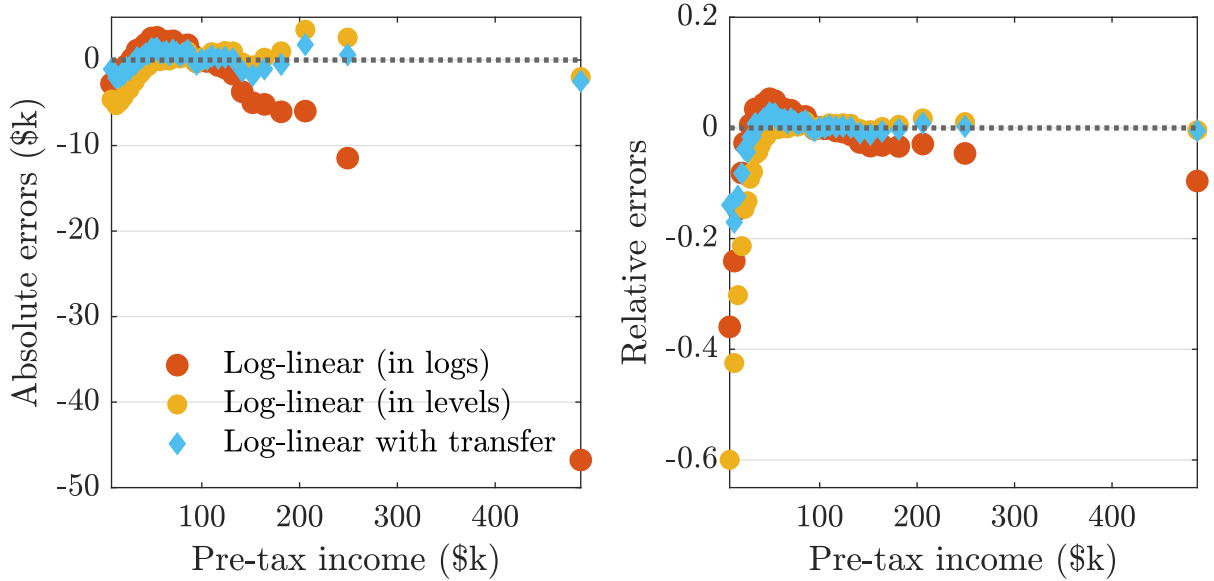 Absolute errors ($k)
0
-10
-20
-30
-40
-50
Log-linear (in logs)
Log-linear (in levels)
Log-linear with transfer
100 200 300 400
Pre-tax income ($k)
Relative errors
0.2
0
-0.2
-0.4
-0.6
100 200 300 400
Pre-tax income ($k)